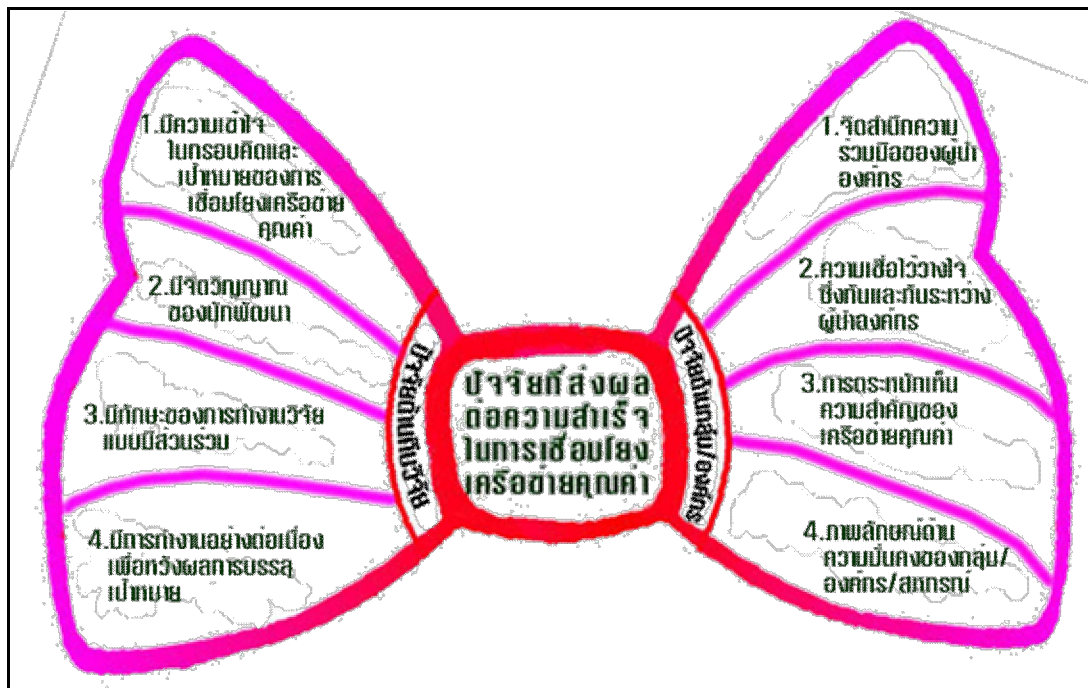 1.มีความเข้าใจ
ในกรอบคิดและ
เป้าหมายของการ
เชื่อมโยงเครือข่าย
คุณค่า
2.มีจิตวิญญาณ
ของนักพัฒนา
3.มีทักษะของการทำงานวิจัย
แบบมีส่วนร่วม
4.มีการทำงานอย่างต่อเนื่อง
เพื่อหวังผลการบรรลุ
เป้าหมาย
ปัจจัยด้านนักวิจัย
ปัจจัยที่ส่งผล
ต่อความสำเร็จ
ในการเชื่อมโยง
เครือข่ายคุณค่า
ปัจจัยด้านกลุ่ม/องค์กร
1.จิตสำนึกความ
ร่วมมือของผู้นำ
องค์กร
2.ความเชื่อไว้วางใจ
ซึ่งกันและกันระหว่าง
ผู้นำองค์กร
3.การตระหนักเห็น
ความสำคัญของ
เครือข่ายคุณค่า
4.ภาพลักษณ์ด้าน
ความมั่นคงของกลุ่ม/
องค์กร/สหกรณ์